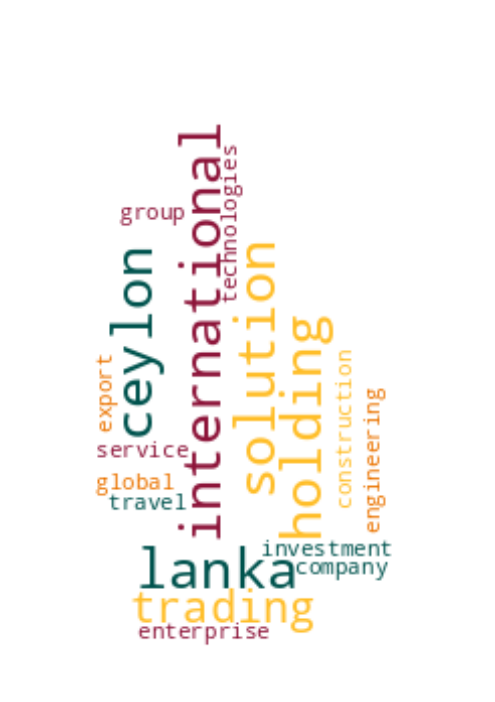 international
technologies
group
solution
ceylon
holding
construction
export
engineering
service
global
travel
investment
lanka
company
trading
enterprise